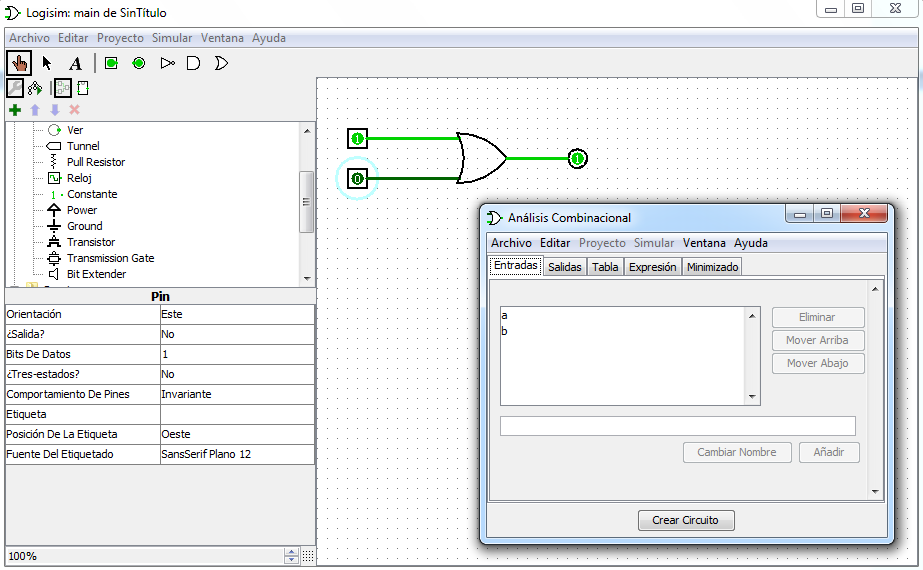 Logisim: main de SinTítulo
Archivo Editar Proyecto Simular Ventana Ayuda
A
Ver
Tunnel
Pull Resistor
Reloj
1 Constante
Power
Ground
Transistor
Transmission Gate
Bit Extender
Pin
Orientación Este
¿Salida? No
Bits De Datos 1
¿Tres-estados? No
Comportamiento De Pines Invariante
Etiqueta
Posición De La Etiqueta Oeste
Fuente Del Etiquetado SansSerif Plano 12
100%
1
0
1
Análisis Combinacional
Archivo Editar Proyecto Simular Ventana Ayuda
Entradas Salidas Tabla Expresión Minimizado
a
b
Eliminar
Mover Arriba
Mover Abajo
Cambiar Nombre Añadir
Crear Circuito